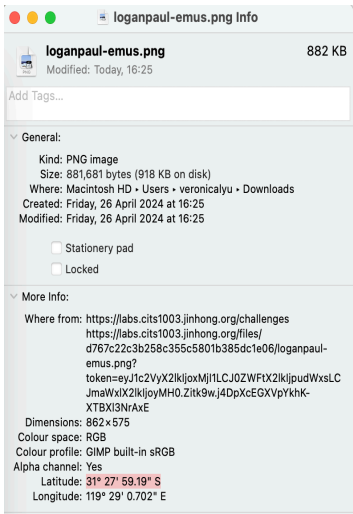 loganpaul-emus.png Info
loganpaul-emus.png 882 KB
Modified: Today, 16:25
Add Tags...
General:
Kind: PNG image
Size: 881,681 bytes (918 KB on disk)
Where: Macintosh HD ▸ Users ▸ veronicalyu ▸ Downloads
Created: Friday, 26 April 2024 at 16:25
Modified: Friday, 26 April 2024 at 16:25
Stationery pad
Locked
More Info:
Where from: https://labs.cits1003.jinhong.org/challenges
https://labs.cits1003.jinhong.org/files/
d767c22c3b258c355c5801b385dc1e06/loganpaul-
emus.png?
token=eyJ1c2VyX2lkIjoxMjl1LCJ0ZWFtX2lkIjpudWxsLC
JmaWxlX2lkIjoyMH0.Zitk9w.j4DpXcEGXVpYkhK-
XTBXl3NrAxE
Dimensions: 862×575
Colour space: RGB
Colour profile: GIMP built-in sRGB
Alpha channel: Yes
Latitude: 31° 27' 59.19" S
Longitude: 119° 29' 0.702" E